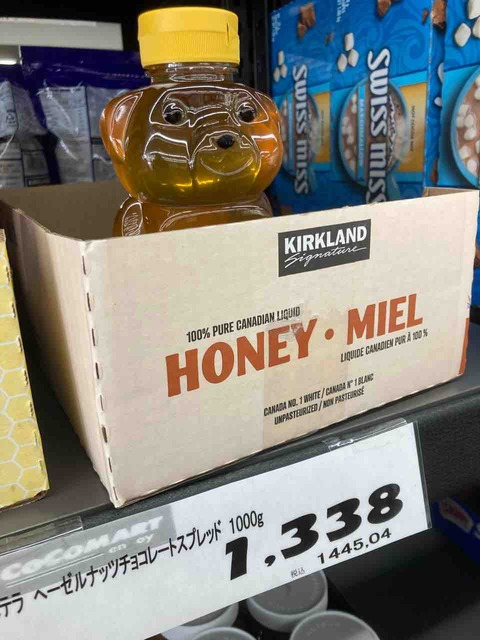 SWISS MISS
SWISS MISS
KIRKLAND
Signature
100% PURE CANADIAN LIQUID
HONEY · MIEL
LIQUIDE CANADIEN PUR À 100 %
CANADA NO. 1 WHITE / CANADA N° 1 BLANC
UNPASTEURIZED / NON PASTEURISÉ
COCOMART
テラ ヘーゼルナッツチョコレートスプレッド 1000g
1,338
税込 1445.04